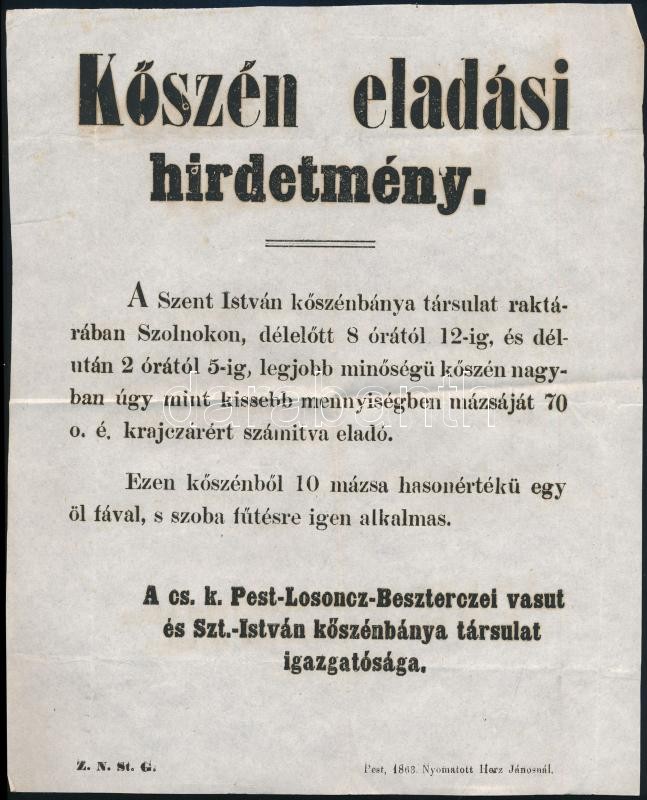 Kőszén eladási
hirdetmény.
A Szent István kőszénbánya társulat raktá-
rában Szolnokon, délelőtt 8 órától 12-ig, és dél-
után 2 órától 5-ig, legjobb minőségü kőszén nagy-
ban úgy mint kissebb mennyiségben mázsáját 70
o. é. krajczárért számitva eladó.
Ezen kőszénből 10 mázsa hasonértékü egy
öl fával, s szoba fűtésre igen alkalmas.
A cs. k. Pest-Losoncz-Beszterczei vasut
és Szt.-István kőszénbánya társulat
igazgatósága.
Z. N. St. G.
Pest, 1863. Nyomatott Herz Jánosnál.
darabanth